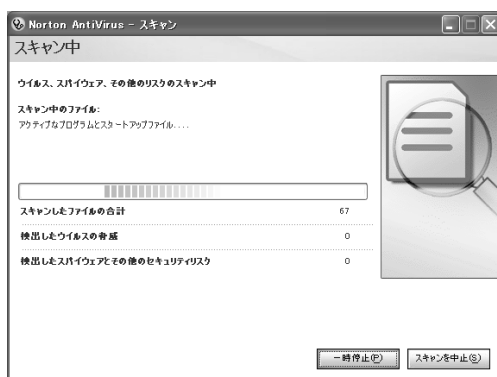 Norton AntiVirus - スキャン
スキャン中
ウイルス、スパイウェア、その他のリスクのスキャン中
スキャン中のファイル:
アクティブなプログラムとスタートアップファイル....
スキャンしたファイルの合計 67
検出したウイルスの脅威 0
検出したスパイウェアとその他のセキュリティリスク 0
一時停止(P) スキャンを中止(S)